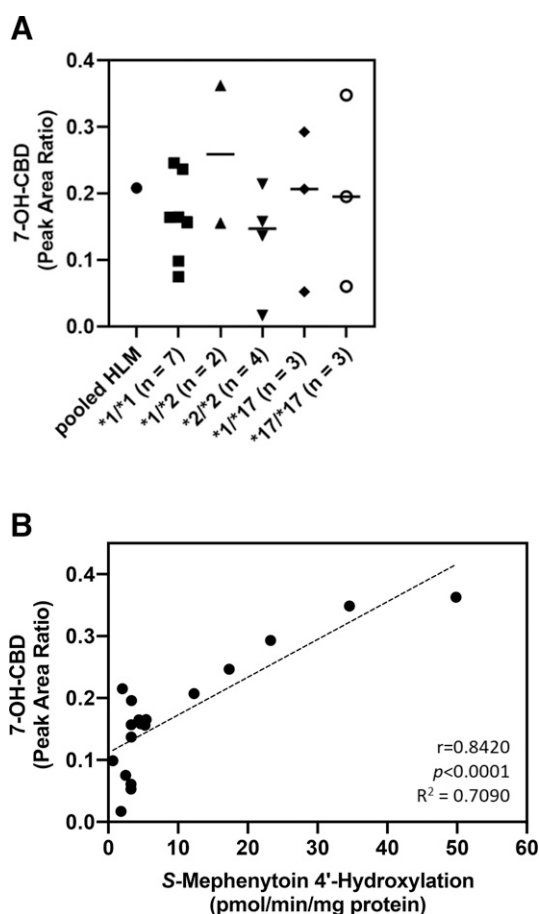 A
7-OH-CBD
(Peak Area Ratio)
0.4
0.3
0.2
0.1
0.0
pooled HLM
*1/*1 (n = 7)
*1/*2 (n = 2)
*2/*2 (n = 4)
*1/*17 (n = 3)
*17/*17 (n = 3)
B
7-OH-CBD
(Peak Area Ratio)
0.4
0.3
0.2
0.1
0.0
r=0.8420
p<0.0001
R² = 0.7090
0 10 20 30 40 50 60
S-Mephenytoin 4'-Hydroxylation
(pmol/min/mg protein)